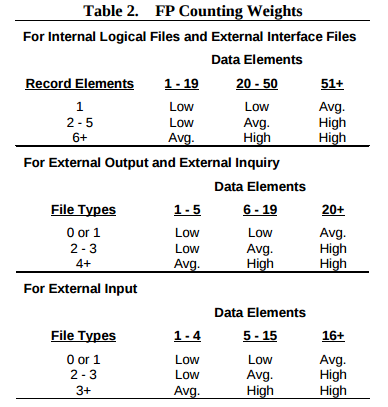 Table 2. FP Counting Weights
For Internal Logical Files and External Interface Files
Data Elements
Record Elements 1 - 19 20 - 50 51+
1 Low Low Avg.
2 - 5 Low Avg. High
6+ Avg. High High
For External Output and External Inquiry
Data Elements
File Types 1 - 5 6 - 19 20+
0 or 1 Low Low Avg.
2 - 3 Low Avg. High
4+ Avg. High High
For External Input
Data Elements
File Types 1 - 4 5 - 15 16+
0 or 1 Low Low Avg.
2 - 3 Low Avg. High
3+ Avg. High High